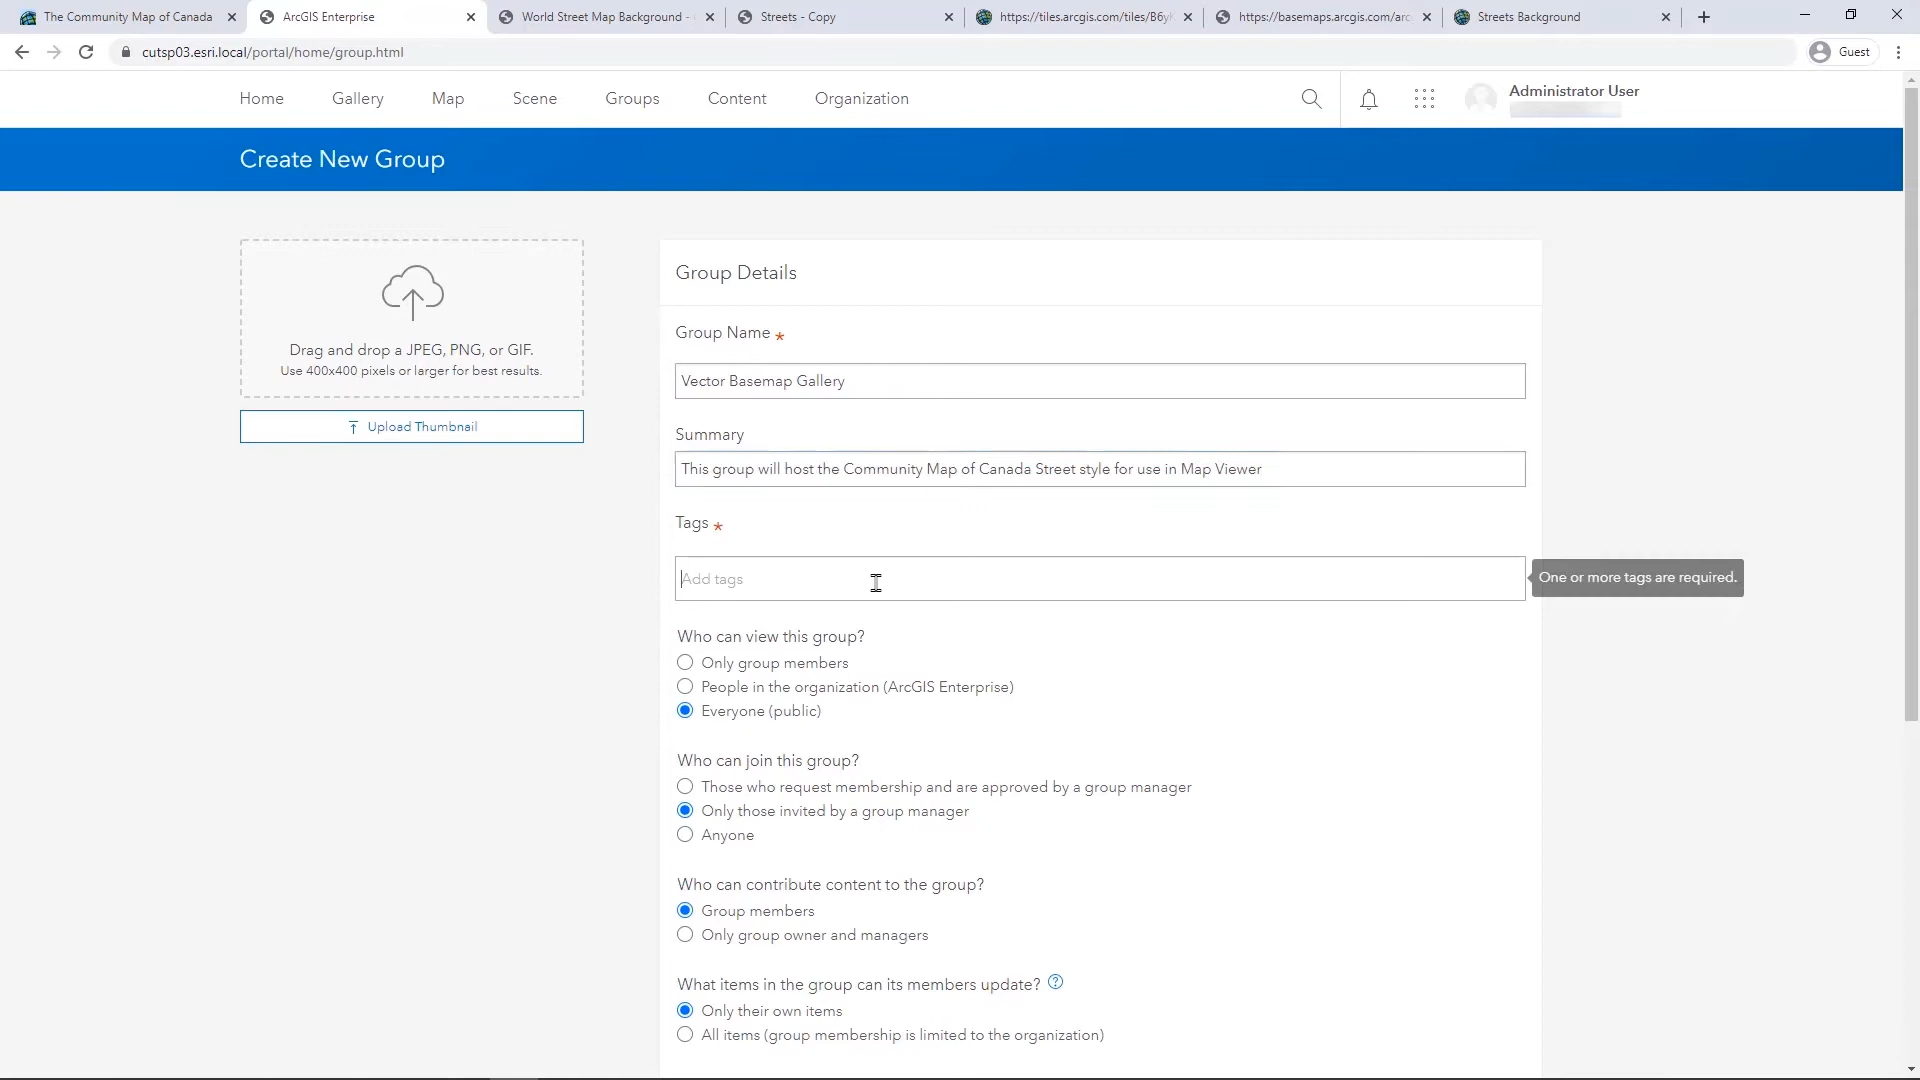 The Community Map of Canada
ArcGIS Enterprise
World Street Map Background -
Streets - Copy
https://tiles.arcgis.com/tiles/B6yK
https://basemaps.arcgis.com/arc
Streets Background
cutsp03.esri.local/portal/home/group.html
Guest
Home
Gallery
Map
Scene
Groups
Content
Organization
Administrator User
Create New Group
Drag and drop a JPEG, PNG, or GIF.
Use 400x400 pixels or larger for best results.
Upload Thumbnail
Group Details
Group Name *
Vector Basemap Gallery
Summary
This group will host the Community Map of Canada Street style for use in Map Viewer
Tags *
Add tags
One or more tags are required.
Who can view this group?
Only group members
People in the organization (ArcGIS Enterprise)
Everyone (public)
Who can join this group?
Those who request membership and are approved by a group manager
Only those invited by a group manager
Anyone
Who can contribute content to the group?
Group members
Only group owner and managers
What items in the group can its members update? ?
Only their own items
All items (group membership is limited to the organization)